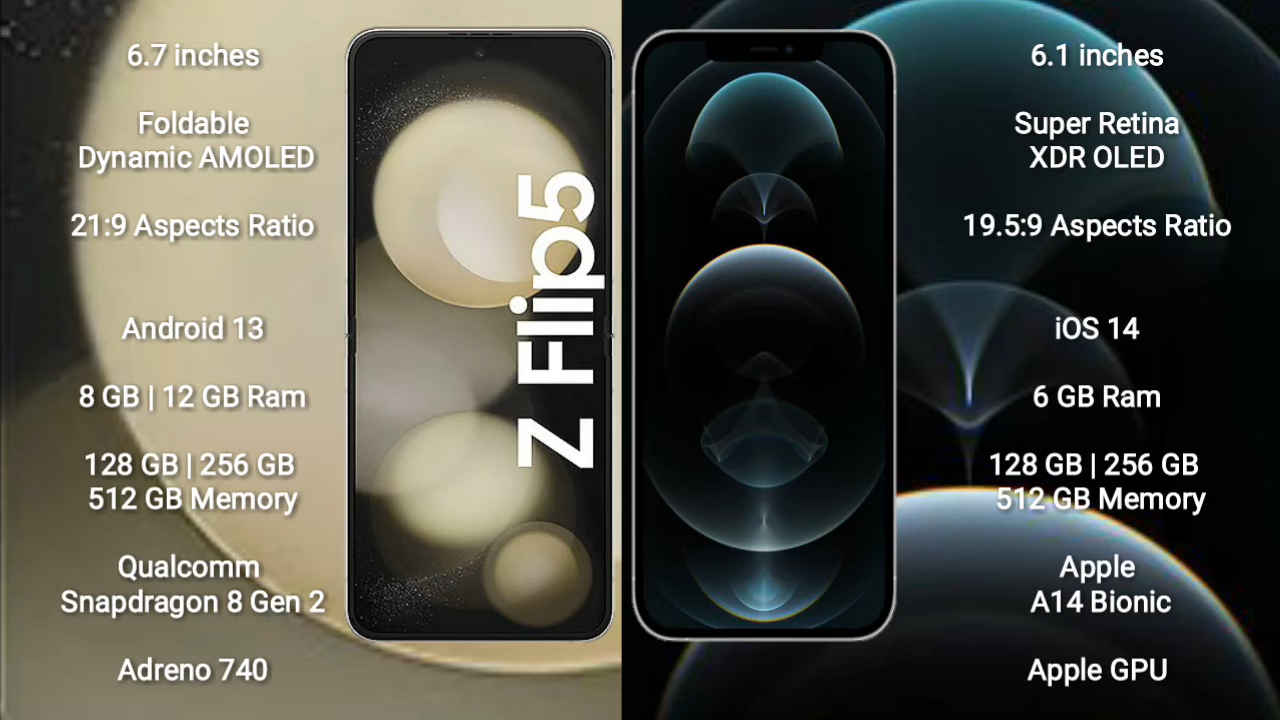 6.7 inches
Foldable
Dynamic AMOLED
21:9 Aspects Ratio
Android 13
8 GB | 12 GB Ram
128 GB | 256 GB
512 GB Memory
Qualcomm
Snapdragon 8 Gen 2
Adreno 740
Z Flip5
6.1 inches
Super Retina
XDR OLED
19.5:9 Aspects Ratio
iOS 14
6 GB Ram
128 GB | 256 GB
512 GB Memory
Apple
A14 Bionic
Apple GPU